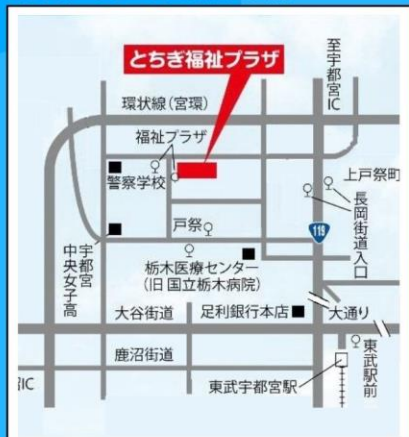 とちぎ福祉プラザ
至宇都宮IC
環状線(宮環)
福祉プラザ
警察学校
上戸祭町
長岡街道入口
119
戸祭
宇都宮中央女子高
栃木医療センター
(旧 国立栃木病院)
大谷街道
足利銀行本店
大通り
鹿沼街道
東武駅前
東武宇都宮駅
沼IC